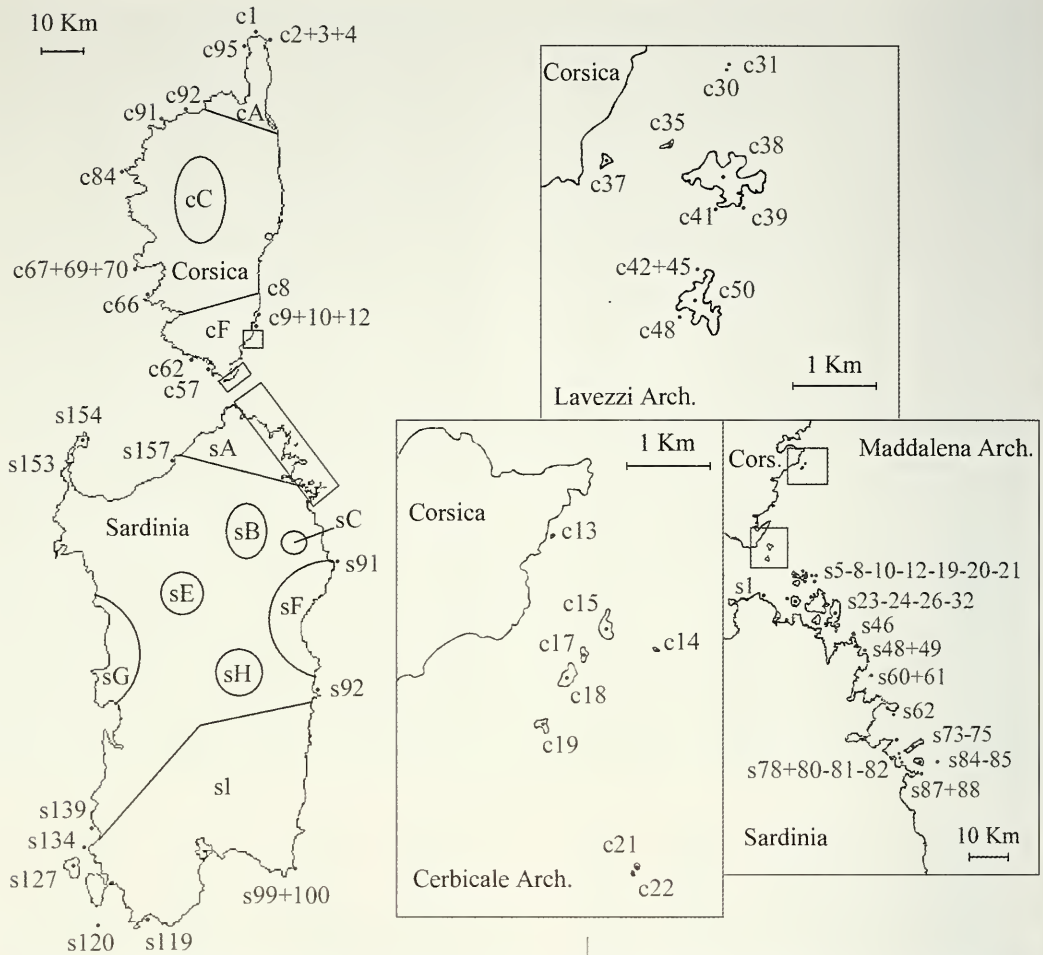 10 Km
c1
c2+3+4
c95
c92
c91
cA
c84
cC
c67+69+70
Corsica
c66
c8
c9+10+12
cF
c62
c57
s154
s153
s157
sA
Sardinia
sB
sC
s91
sE
sF
sG
sH
s92
sI
s139
s134
s127
s99+100
s120
s119
Corsica
c31
c30
c35
c38
c37
c41
c39
c42+45
c50
c48
1 Km
Lavezzi Arch.
1 Km
Corsica
c13
c15
c14
c17
c18
c19
c21
c22
Cerbicale Arch.
Cors.
Maddalena Arch.
s5-8-10-12-19-20-21
s1
s23-24-26-32
s46
s48+49
s60+61
s62
s73-75
s84-85
s78+80-81-82
s87+88
Sardinia
10 Km